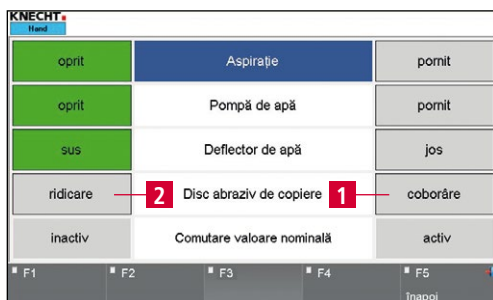 KNECHT
Hand
oprit Aspirație pornit
oprit Pompă de apă pornit
sus Deflector de apă jos
ridicare 2 Disc abraziv de copiere 1 coborâre
inactiv Comutare valoare nominală activ
F1 F2 F3 F4 F5
înapoi